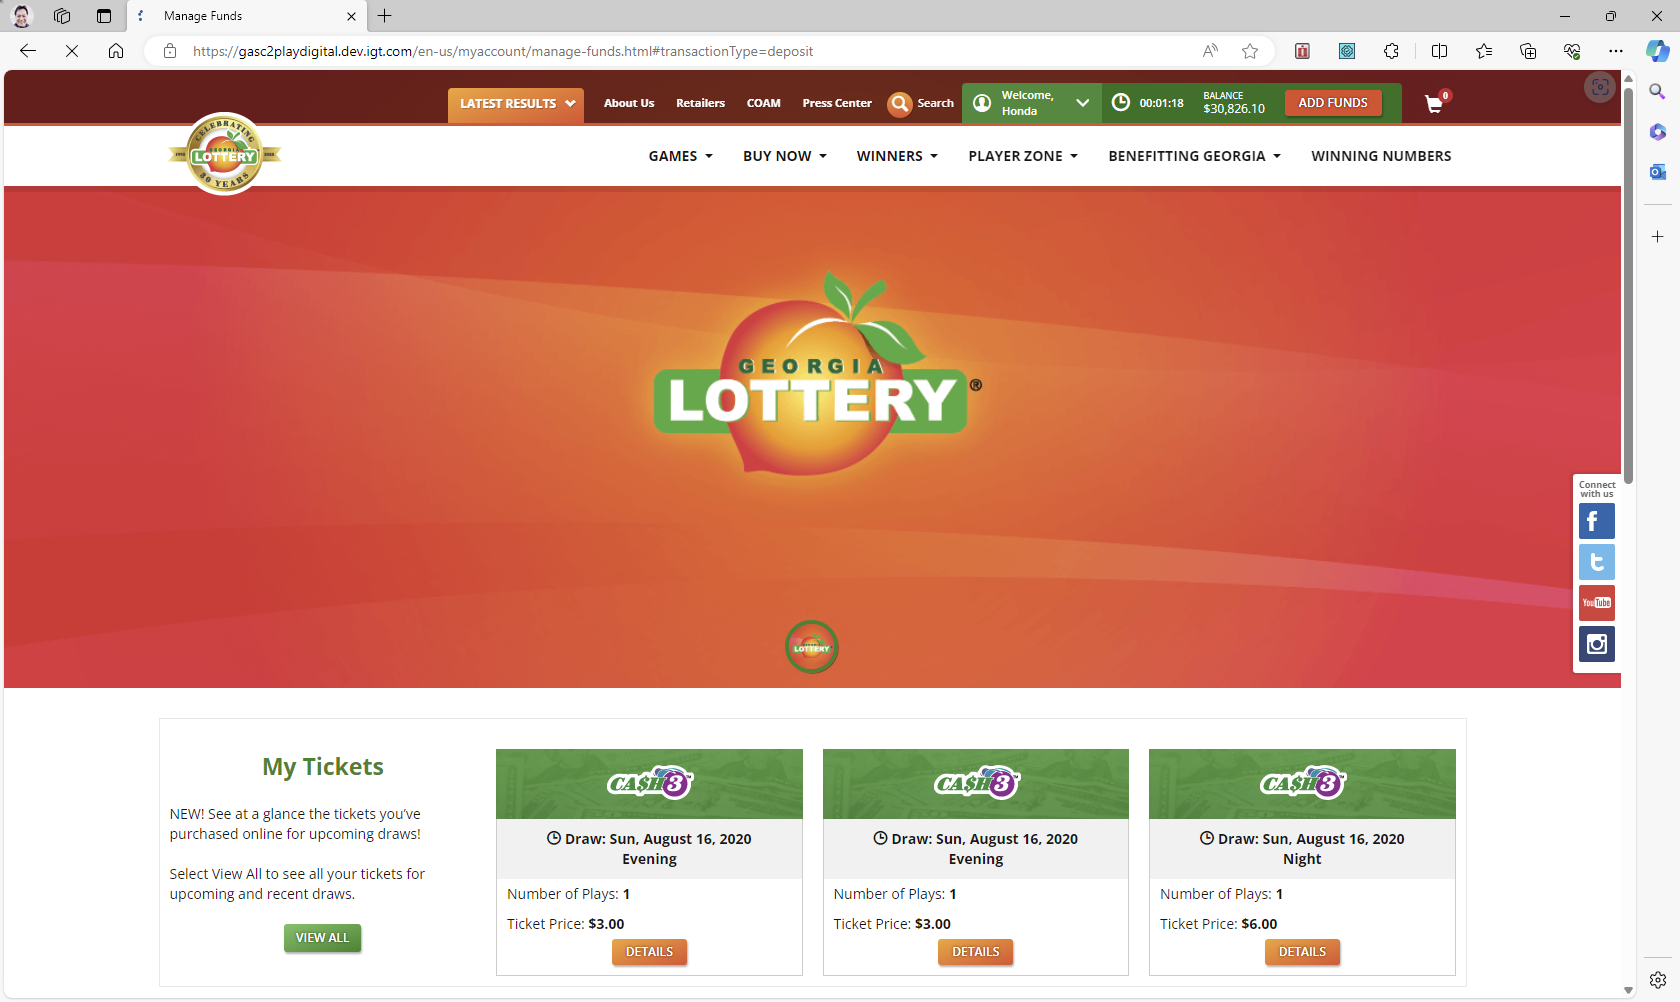 Manage Funds
https://gasc2playdigital.dev.igt.com/en-us/myaccount/manage-funds.html#transactionType=deposit
LATEST RESULTS
About Us
Retailers
COAM
Press Center
Search
Welcome,
Honda
00:01:18
BALANCE
$30,826.10
ADD FUNDS
0
CELEBRATING
GEORGIA
LOTTERY
30 YEARS
GAMES
BUY NOW
WINNERS
PLAYER ZONE
BENEFITTING GEORGIA
WINNING NUMBERS
GEORGIA
LOTTERY®
LOTTERY
Connect
with us
f
t
YouTube
My Tickets
NEW! See at a glance the tickets you've
purchased online for upcoming draws!
Select View All to see all your tickets for
upcoming and recent draws.
VIEW ALL
CA$H 3™
Draw: Sun, August 16, 2020
Evening
Number of Plays: 1
Ticket Price: $3.00
DETAILS
CA$H 3™
Draw: Sun, August 16, 2020
Evening
Number of Plays: 1
Ticket Price: $3.00
DETAILS
CA$H 3™
Draw: Sun, August 16, 2020
Night
Number of Plays: 1
Ticket Price: $6.00
DETAILS